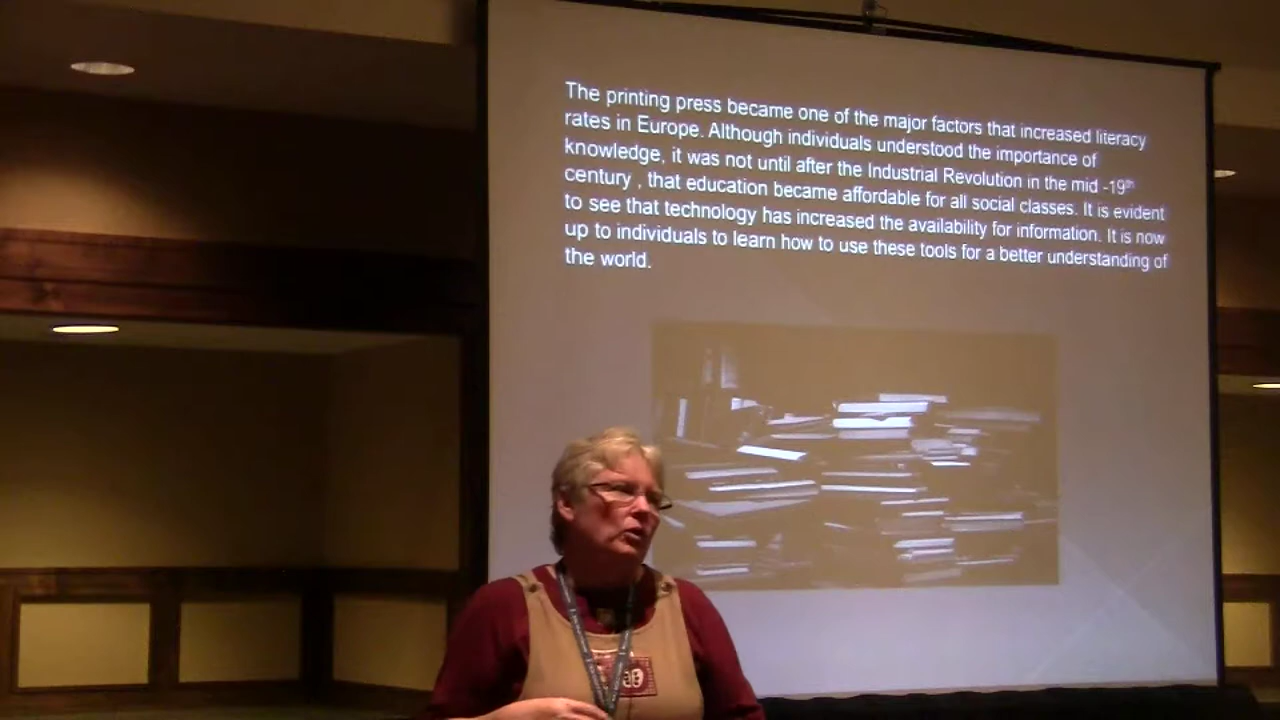 The printing press became one of the major factors that increased literacy
rates in Europe. Although individuals understood the importance of
knowledge, it was not until after the Industrial Revolution in the mid -19th
century , that education became affordable for all social classes. It is evident
to see that technology has increased the availability for information. It is now
up to individuals to learn how to use these tools for a better understanding of
the world.